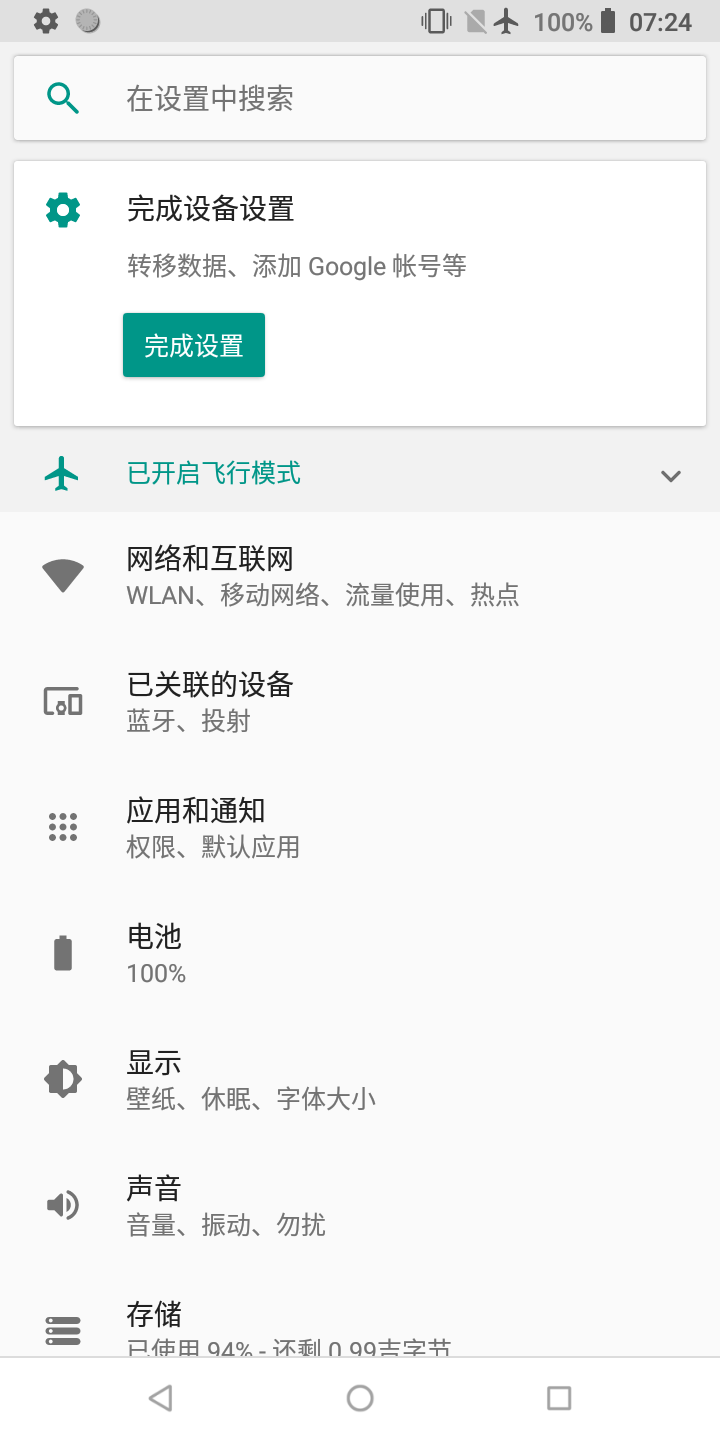 100% 07:24
在设置中搜索
完成设备设置
转移数据、添加 Google 帐号等
完成设置
已开启飞行模式
网络和互联网
WLAN、移动网络、流量使用、热点
已关联的设备
蓝牙、投射
应用和通知
权限、默认应用
电池
100%
显示
壁纸、休眠、字体大小
声音
音量、振动、勿扰
存储
已使用 94% - 还剩 0.99吉字节